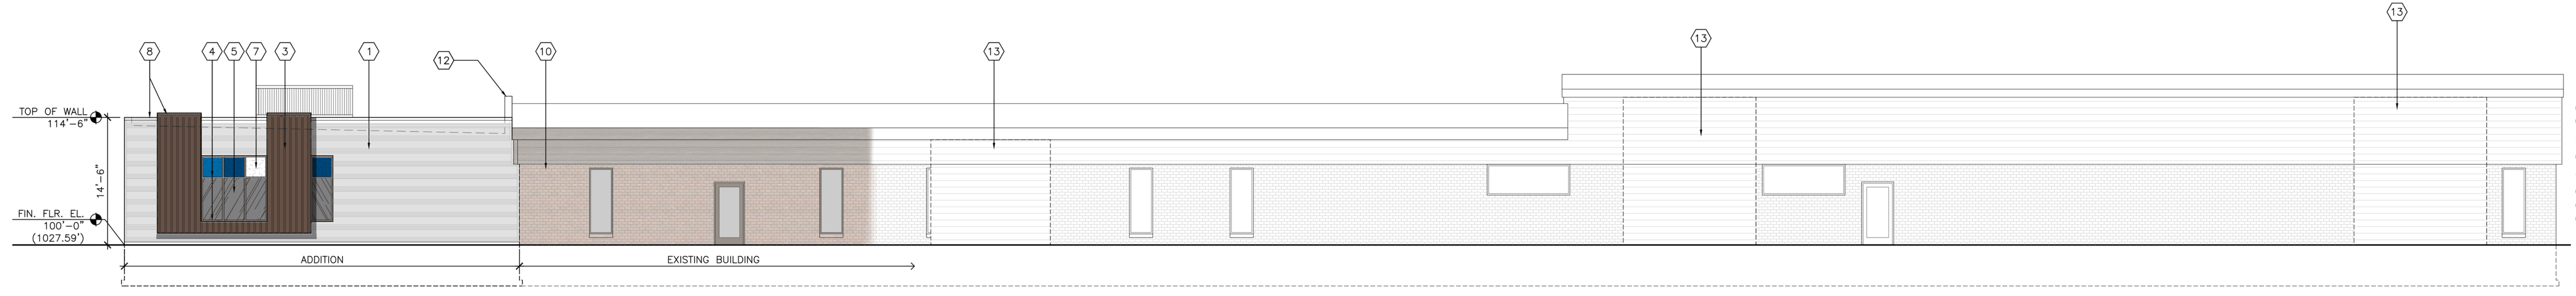 13
8 4 5 7 3 1 12 10 13 13
TOP OF WALL
114'-6"
14'-6"
FIN. FLR. EL.
100'-0"
(1027.59')
ADDITION EXISTING BUILDING